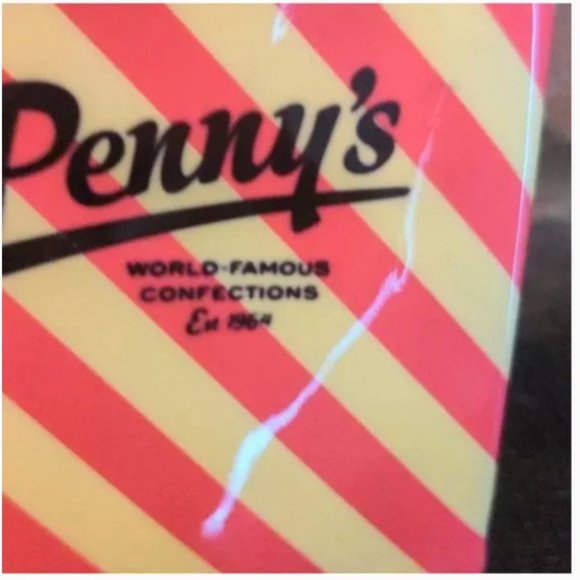 Penny's
WORLD-FAMOUS
CONFECTIONS
Est 1964